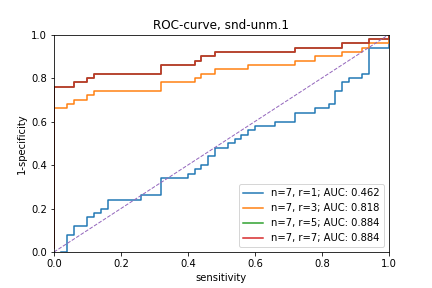 ROC-curve, snd-unm.1
1.0
0.8
0.6
0.4
0.2
0.0
1-specificity
n=7, r=1; AUC: 0.462
n=7, r=3; AUC: 0.818
n=7, r=5; AUC: 0.884
n=7, r=7; AUC: 0.884
0.0 0.2 0.4 0.6 0.8 1.0
sensitivity